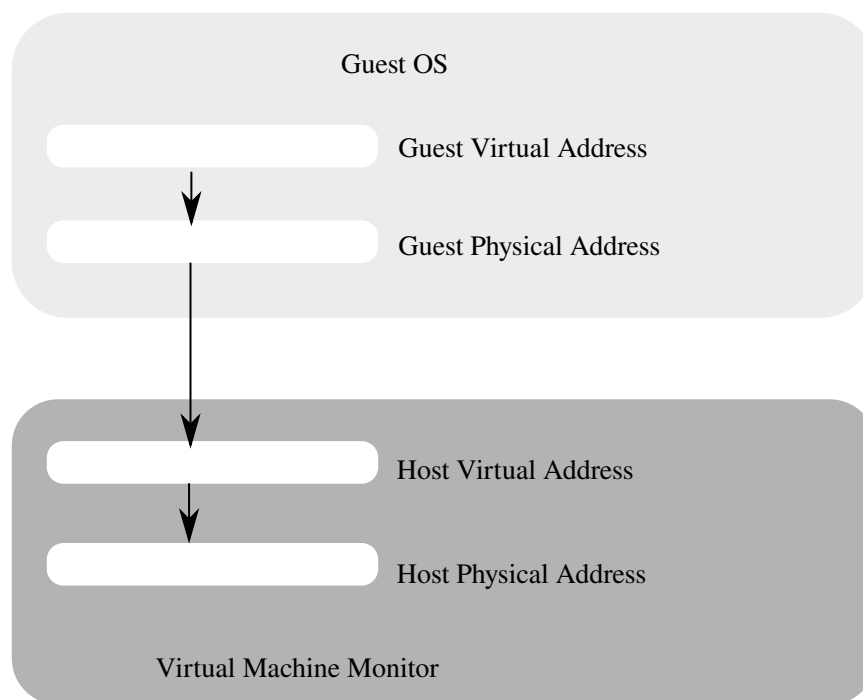 Guest OS
Guest Virtual Address
Guest Physical Address
Host Virtual Address
Host Physical Address
Virtual Machine Monitor